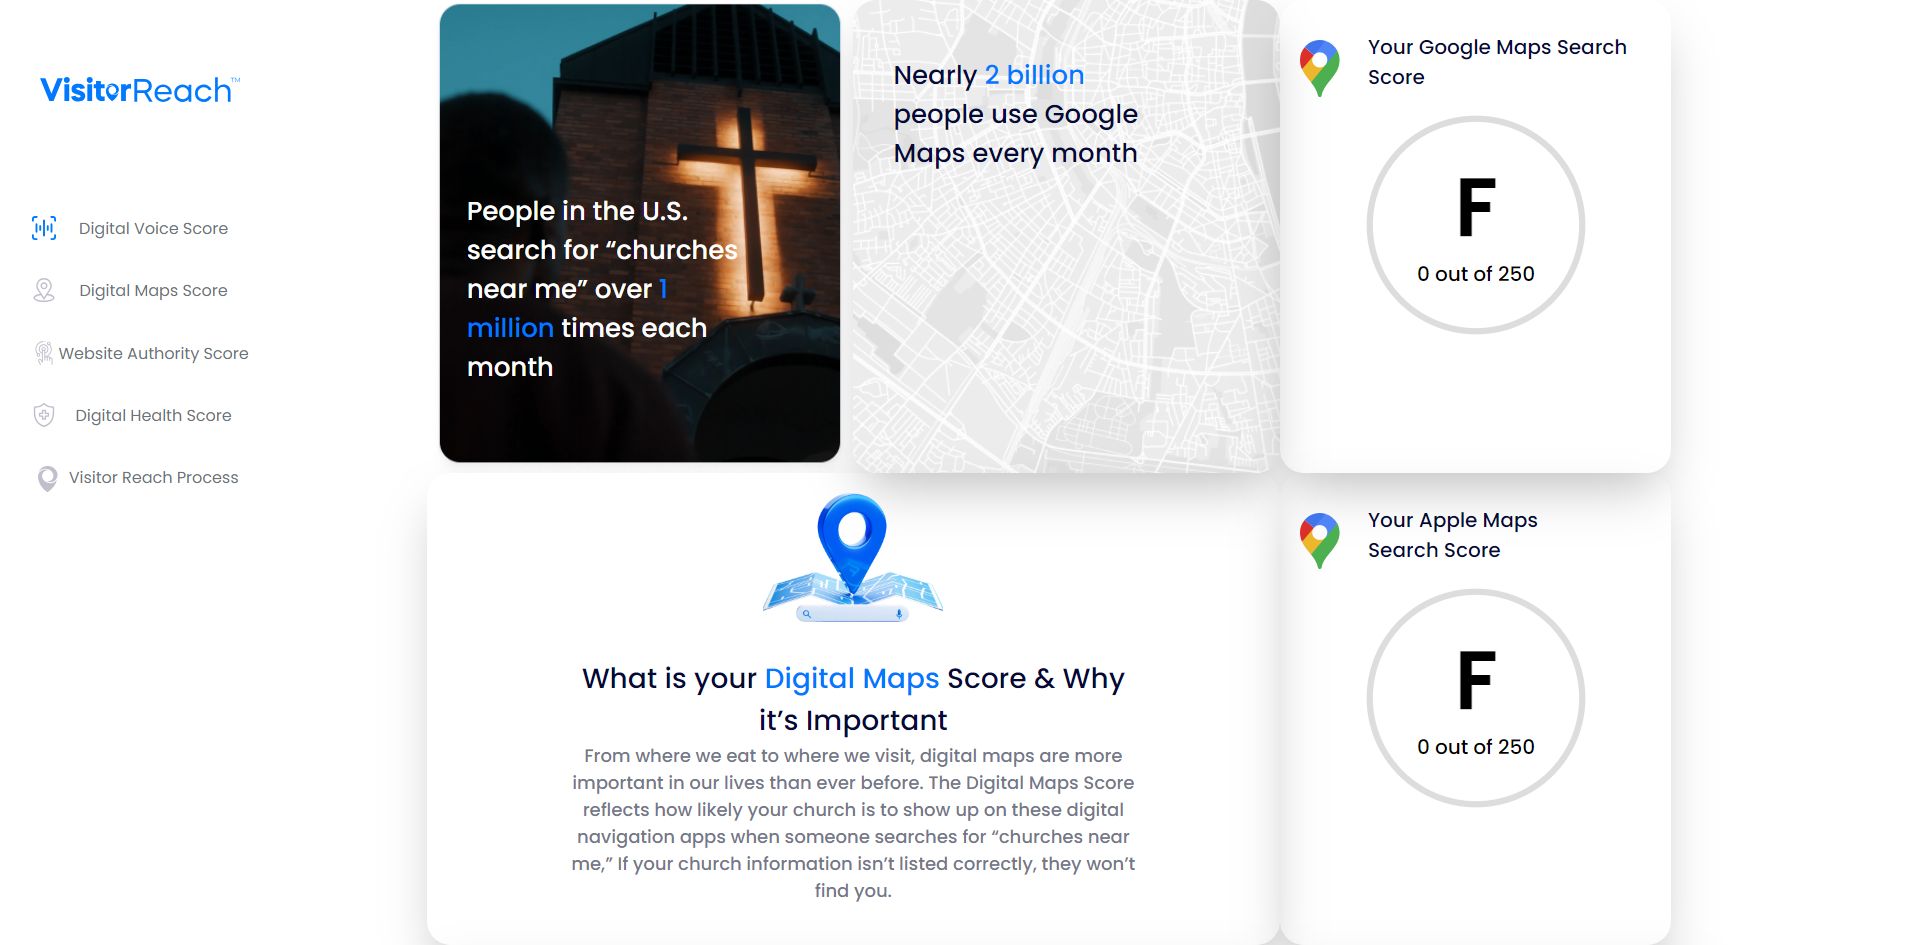 VisitorReach™
Digital Voice Score
Digital Maps Score
Website Authority Score
Digital Health Score
Visitor Reach Process
People in the U.S.
search for “churches
near me” over 1
million times each
month
Nearly 2 billion
people use Google
Maps every month
Your Google Maps Search
Score
F
0 out of 250
What is your Digital Maps Score & Why
it’s Important
From where we eat to where we visit, digital maps are more
important in our lives than ever before. The Digital Maps Score
reflects how likely your church is to show up on these digital
navigation apps when someone searches for “churches near
me,” If your church information isn’t listed correctly, they won’t
find you.
Your Apple Maps
Search Score
F
0 out of 250